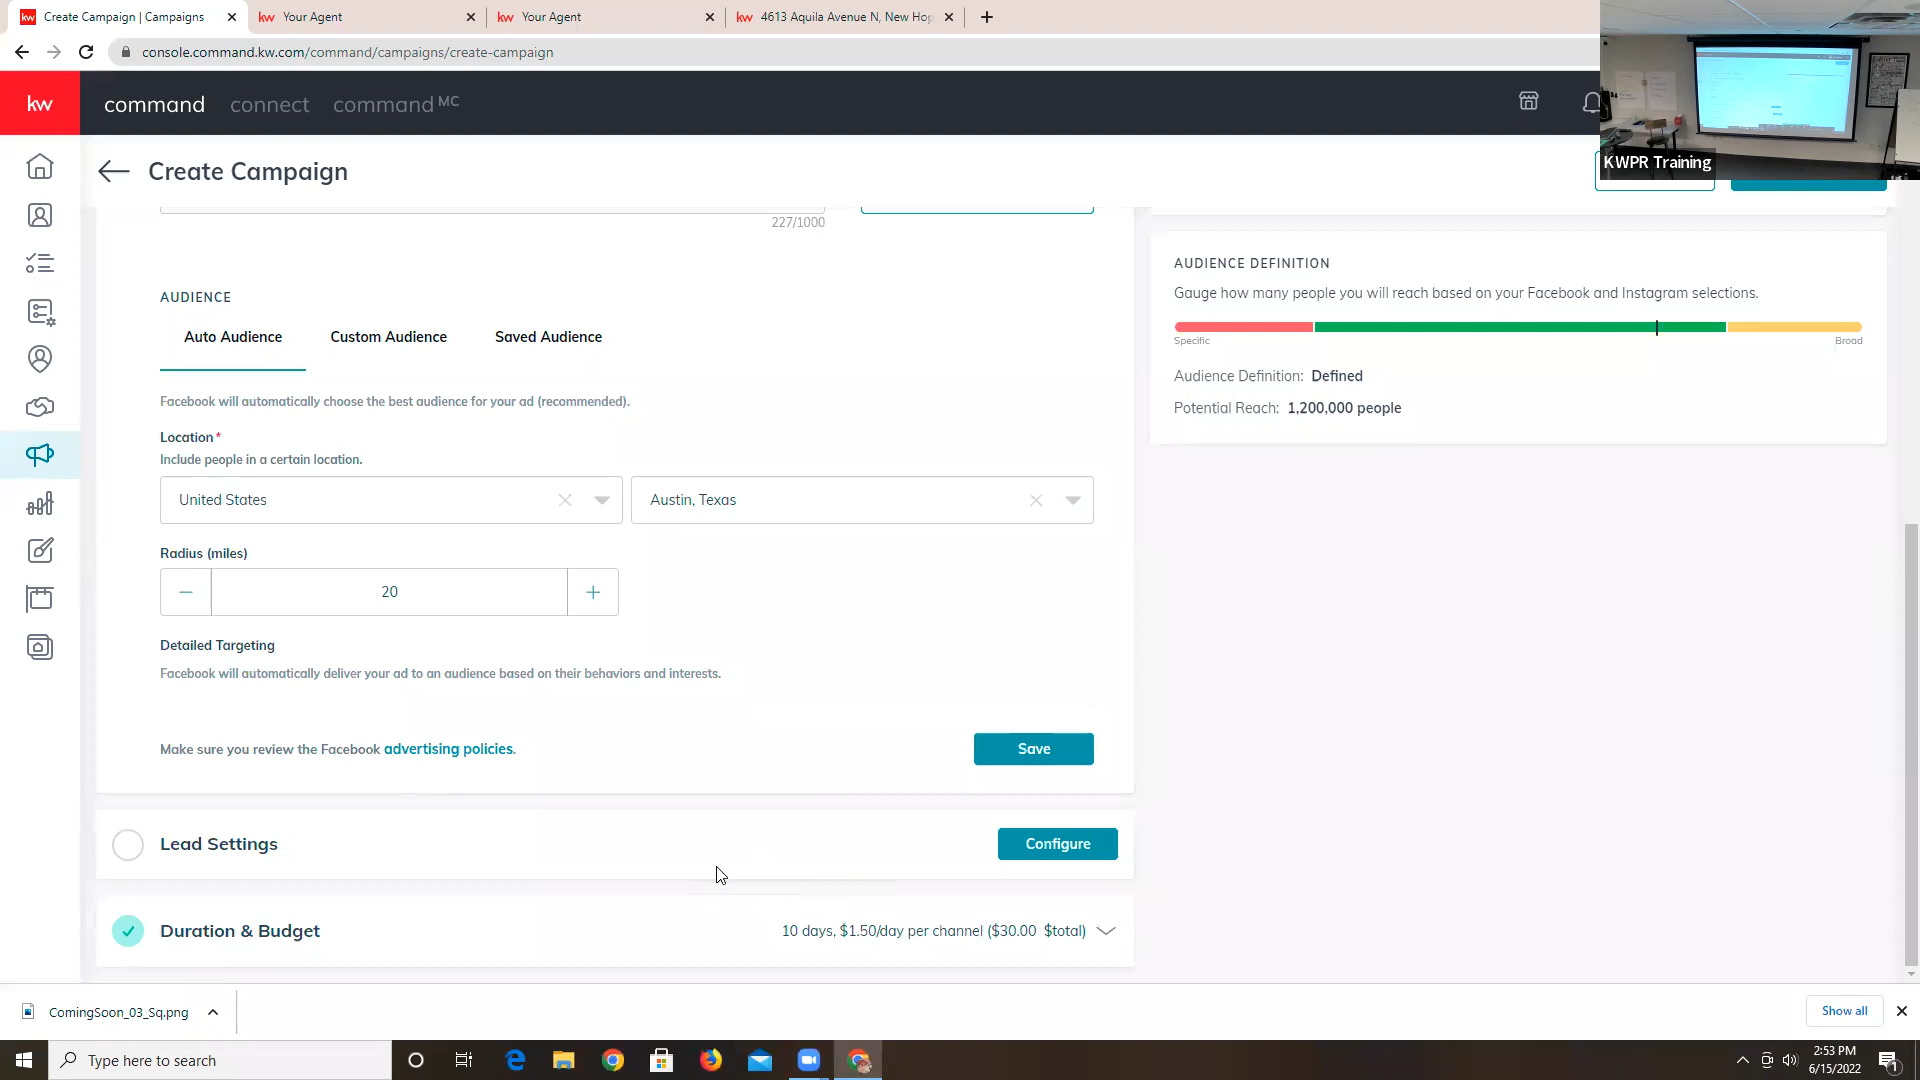 Create Campaign | Campaigns
kw Your Agent
kw Your Agent
kw 4613 Aquila Avenue N, New Hop
console.command.kw.com/command/campaigns/create-campaign
kw
command connect command MC
KWPR Training
Create Campaign
227/1000
AUDIENCE
Auto Audience Custom Audience Saved Audience
Facebook will automatically choose the best audience for your ad (recommended).
Location*
Include people in a certain location.
United States
Austin, Texas
Radius (miles)
20
Detailed Targeting
Facebook will automatically deliver your ad to an audience based on their behaviors and interests.
Make sure you review the Facebook advertising policies.
Save
Lead Settings
Configure
Duration & Budget
10 days, $1.50/day per channel ($30.00 $total)
AUDIENCE DEFINITION
Gauge how many people you will reach based on your Facebook and Instagram selections.
Specific
Broad
Audience Definition: Defined
Potential Reach: 1,200,000 people
ComingSoon_03_Sq.png
Show all
Type here to search
2:53 PM
6/15/2022
1